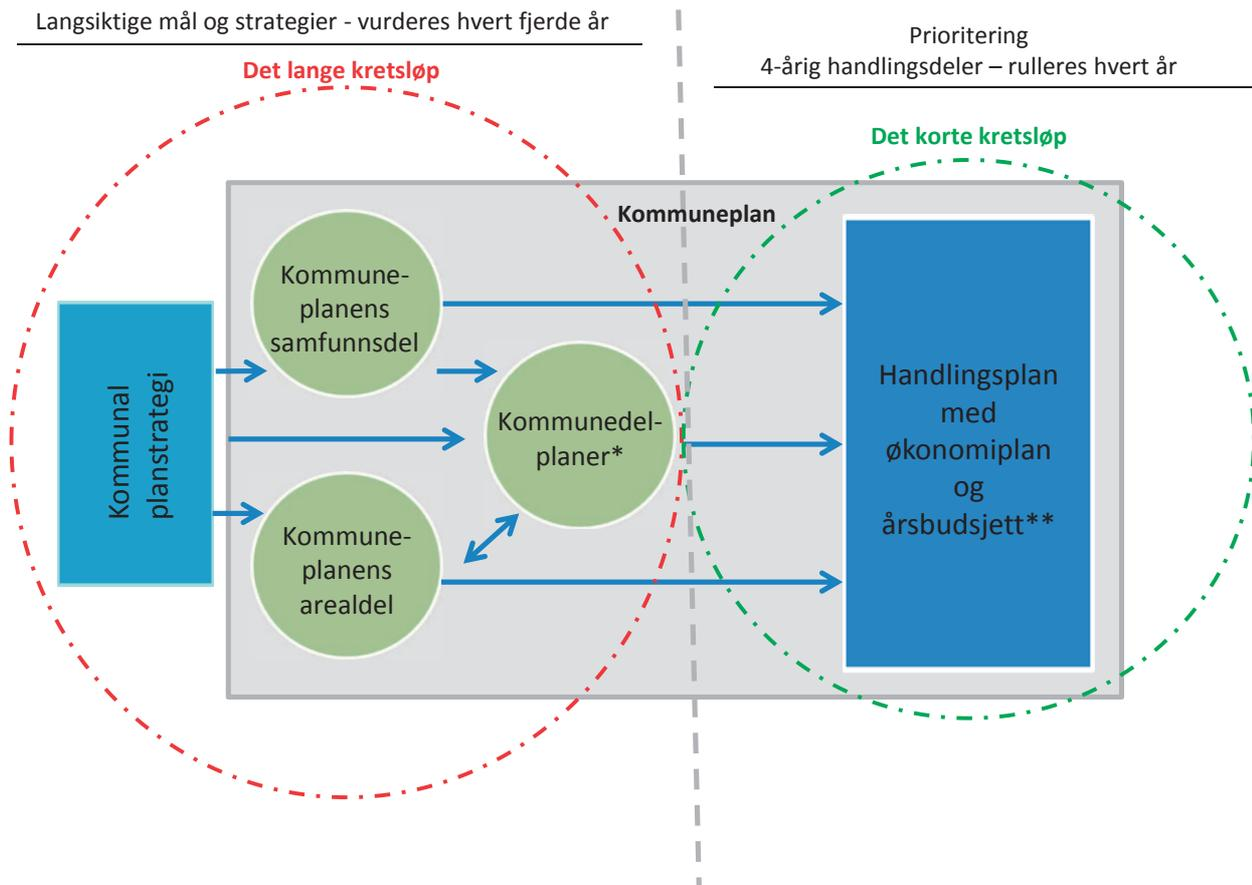 Langsiktige mål og strategier - vurderes hvert fjerde år
Det lange kretsløp
Prioritering
4-årig handlingsdeler – rulleres hvert år
Det korte kretsløp
Kommuneplan
Kommunal
planstrategi
Kommune-
planens
samfunnsdel
Kommunedel-
planer*
Kommune-
planens
arealdel
Handlingsplan
med
økonomiplan
og
årsbudsjett**